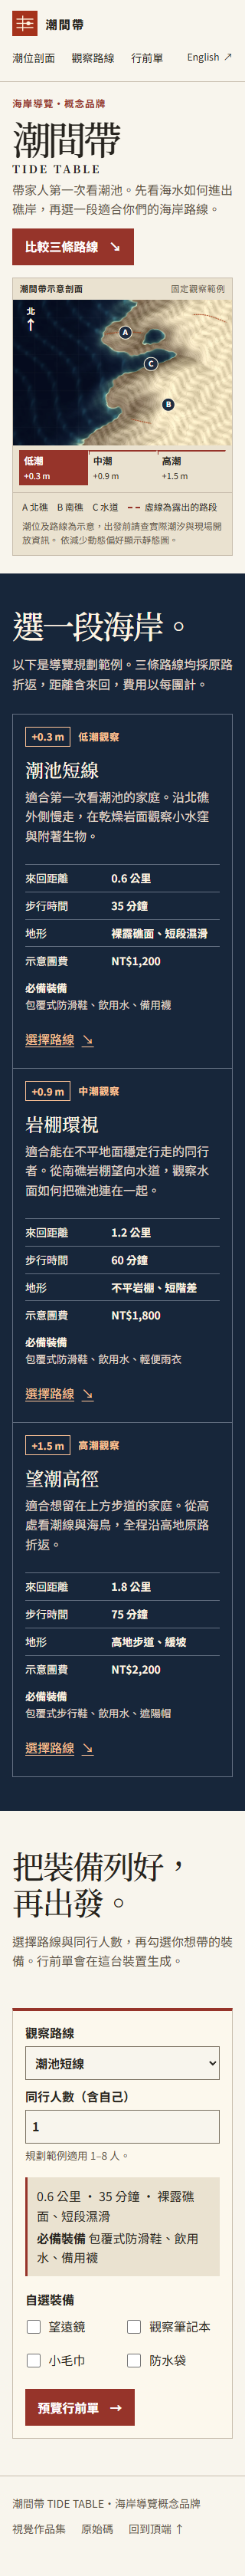 潮間帶
潮位剖面 觀察路線 行前單 English ↗
海岸導覽・概念品牌
潮間帶
TIDE TABLE
帶家人第一次看潮池。先看海水如何進出
礁岸，再選一段適合你們的海岸路線。
比較三條路線 ↘
潮間帶示意剖面 固定觀察範例
北
↑
A
C
B
低潮 中潮 高潮
+0.3 m +0.9 m +1.5 m
A 北礁 B 南礁 C 水道 虛線為露出的路段
潮位及路線為示意，出發前請查實際潮汐與現場開
放資訊。 依減少動態偏好顯示靜態圖。
選一段海岸。
以下是導覽規劃範例。三條路線均採原路
折返，距離含來回，費用以每團計。
+0.3 m 低潮觀察
潮池短線
適合第一次看潮池的家庭。沿北礁
外側慢走，在乾燥岩面觀察小水窪
與附著生物。
來回距離 0.6 公里
步行時間 35 分鐘
地形 裸露礁面、短段濕滑
示意團費 NT$1,200
必備裝備
包覆式防滑鞋、飲用水、備用襪
選擇路線 ↘
+0.9 m 中潮觀察
岩棚環視
適合能在不平地面穩定行走的同行
者。從南礁岩棚望向水道，觀察水
面如何把礁池連在一起。
來回距離 1.2 公里
步行時間 60 分鐘
地形 不平岩棚、短階差
示意團費 NT$1,800
必備裝備
包覆式防滑鞋、飲用水、輕便雨衣
選擇路線 ↘
+1.5 m 高潮觀察
望潮高徑
適合想留在上方步道的家庭。從高
處看潮線與海鳥，全程沿高地原路
折返。
來回距離 1.8 公里
步行時間 75 分鐘
地形 高地步道、緩坡
示意團費 NT$2,200
必備裝備
包覆式步行鞋、飲用水、遮陽帽
選擇路線 ↘
把裝備列好，
再出發。
選擇路線與同行人數，再勾選你想帶的裝
備。行前單會在這台裝置生成。
觀察路線
潮池短線
同行人數（含自己）
1
規劃範例適用 1–8 人。
0.6 公里 ・ 35 分鐘 ・ 裸露礁
面、短段濕滑
必備裝備 包覆式防滑鞋、飲用
水、備用襪
自選裝備
望遠鏡 觀察筆記本
小毛巾 防水袋
預覽行前單 →
潮間帶 TIDE TABLE・海岸導覽概念品牌
視覺作品集 原始碼 回到頂端 ↑